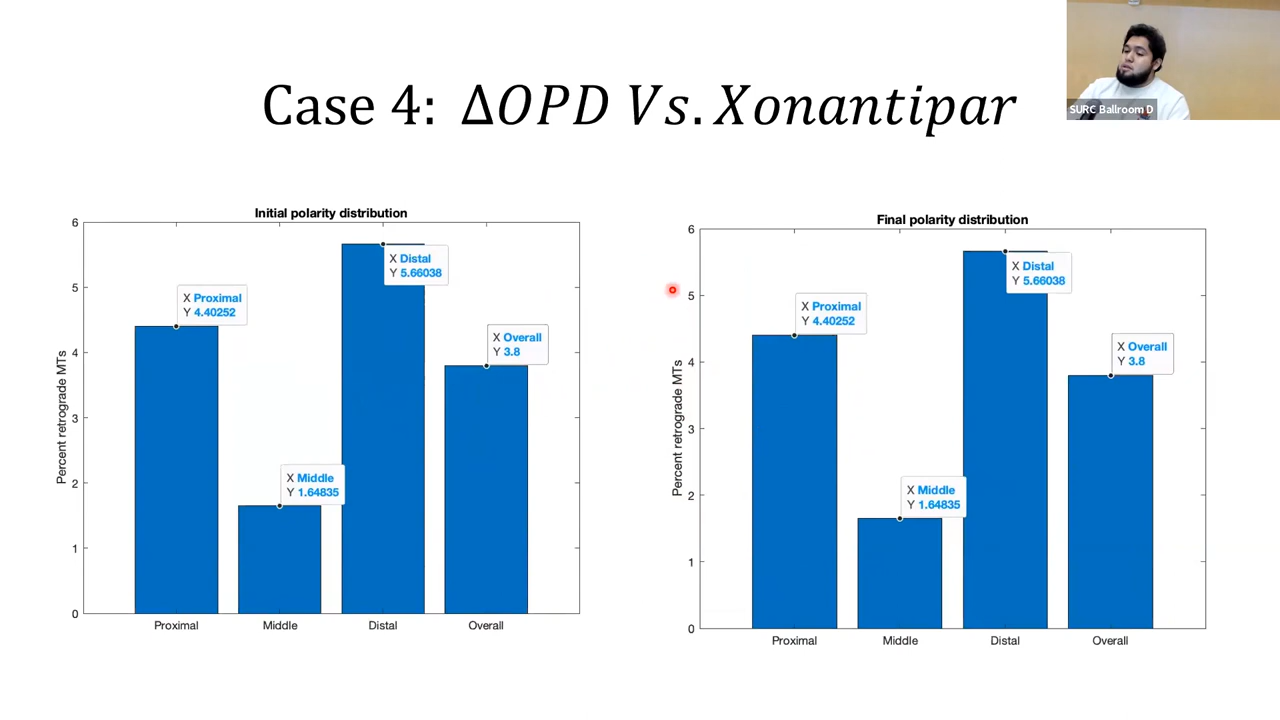 SURC Ballroom D
Case 4: ΔOPD Vs. Xonantipar
Initial polarity distribution
Percent retrograde MTs
6
5
4
3
2
1
0
X Proximal
Y 4.40252
X Middle
Y 1.64835
X Distal
Y 5.66038
X Overall
Y 3.8
Proximal Middle Distal Overall
Final polarity distribution
Percent retrograde MTs
6
5
4
3
2
1
0
X Proximal
Y 4.40252
X Middle
Y 1.64835
X Distal
Y 5.66038
X Overall
Y 3.8
Proximal Middle Distal Overall